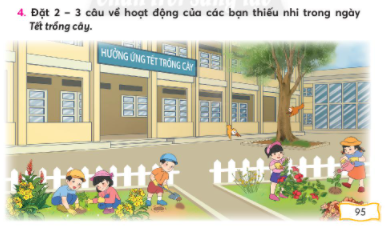 4. Đặt 2 – 3 câu về hoạt động của các bạn thiếu nhi trong ngày
Tết trồng cây.
HƯỞNG ỨNG TẾT TRỒNG CÂY
95